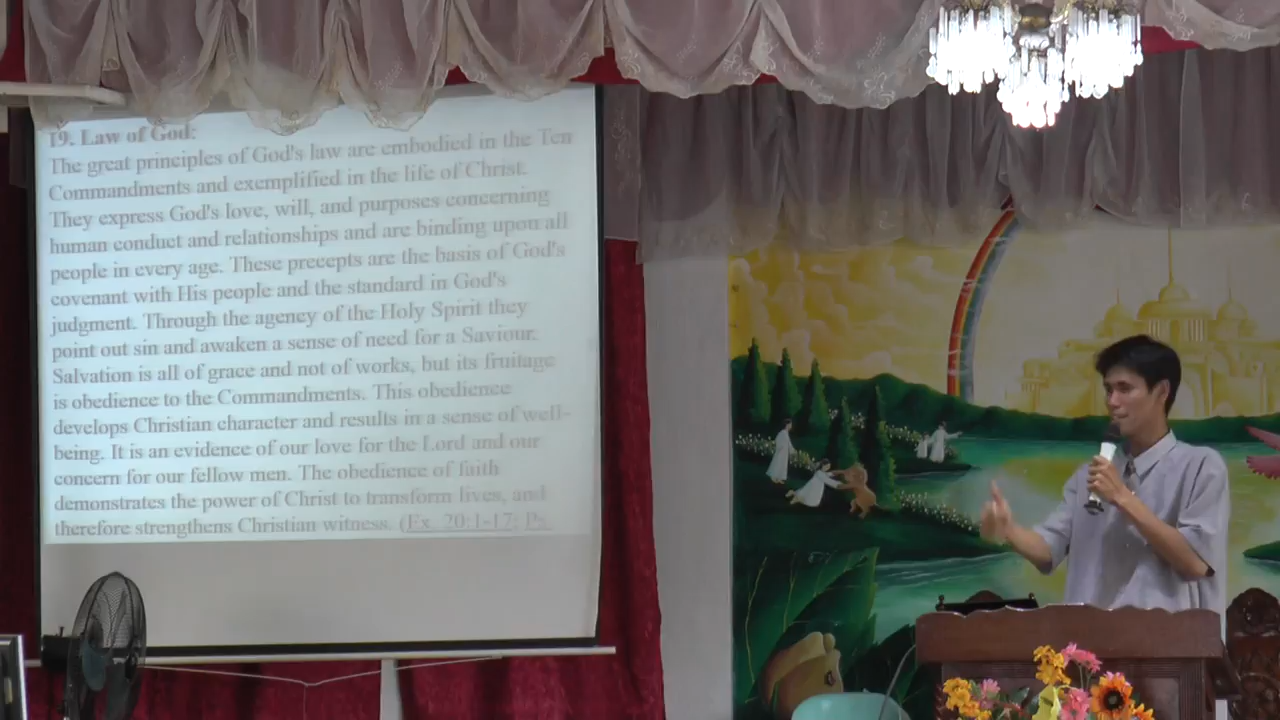 19. Law of God:
The great principles of God's law are embodied in the Ten
Commandments and exemplified in the life of Christ.
They express God's love, will, and purposes concerning
human conduct and relationships and are binding upon all
people in every age. These precepts are the basis of God's
covenant with His people and the standard in God's
judgment. Through the agency of the Holy Spirit they
point out sin and awaken a sense of need for a Saviour.
Salvation is all of grace and not of works, but its fruitage
is obedience to the Commandments. This obedience
develops Christian character and results in a sense of well-
being. It is an evidence of our love for the Lord and our
concern for our fellow men. The obedience of faith
demonstrates the power of Christ to transform lives, and
therefore strengthens Christian witness. (Ex. 20:1-17; Ps.